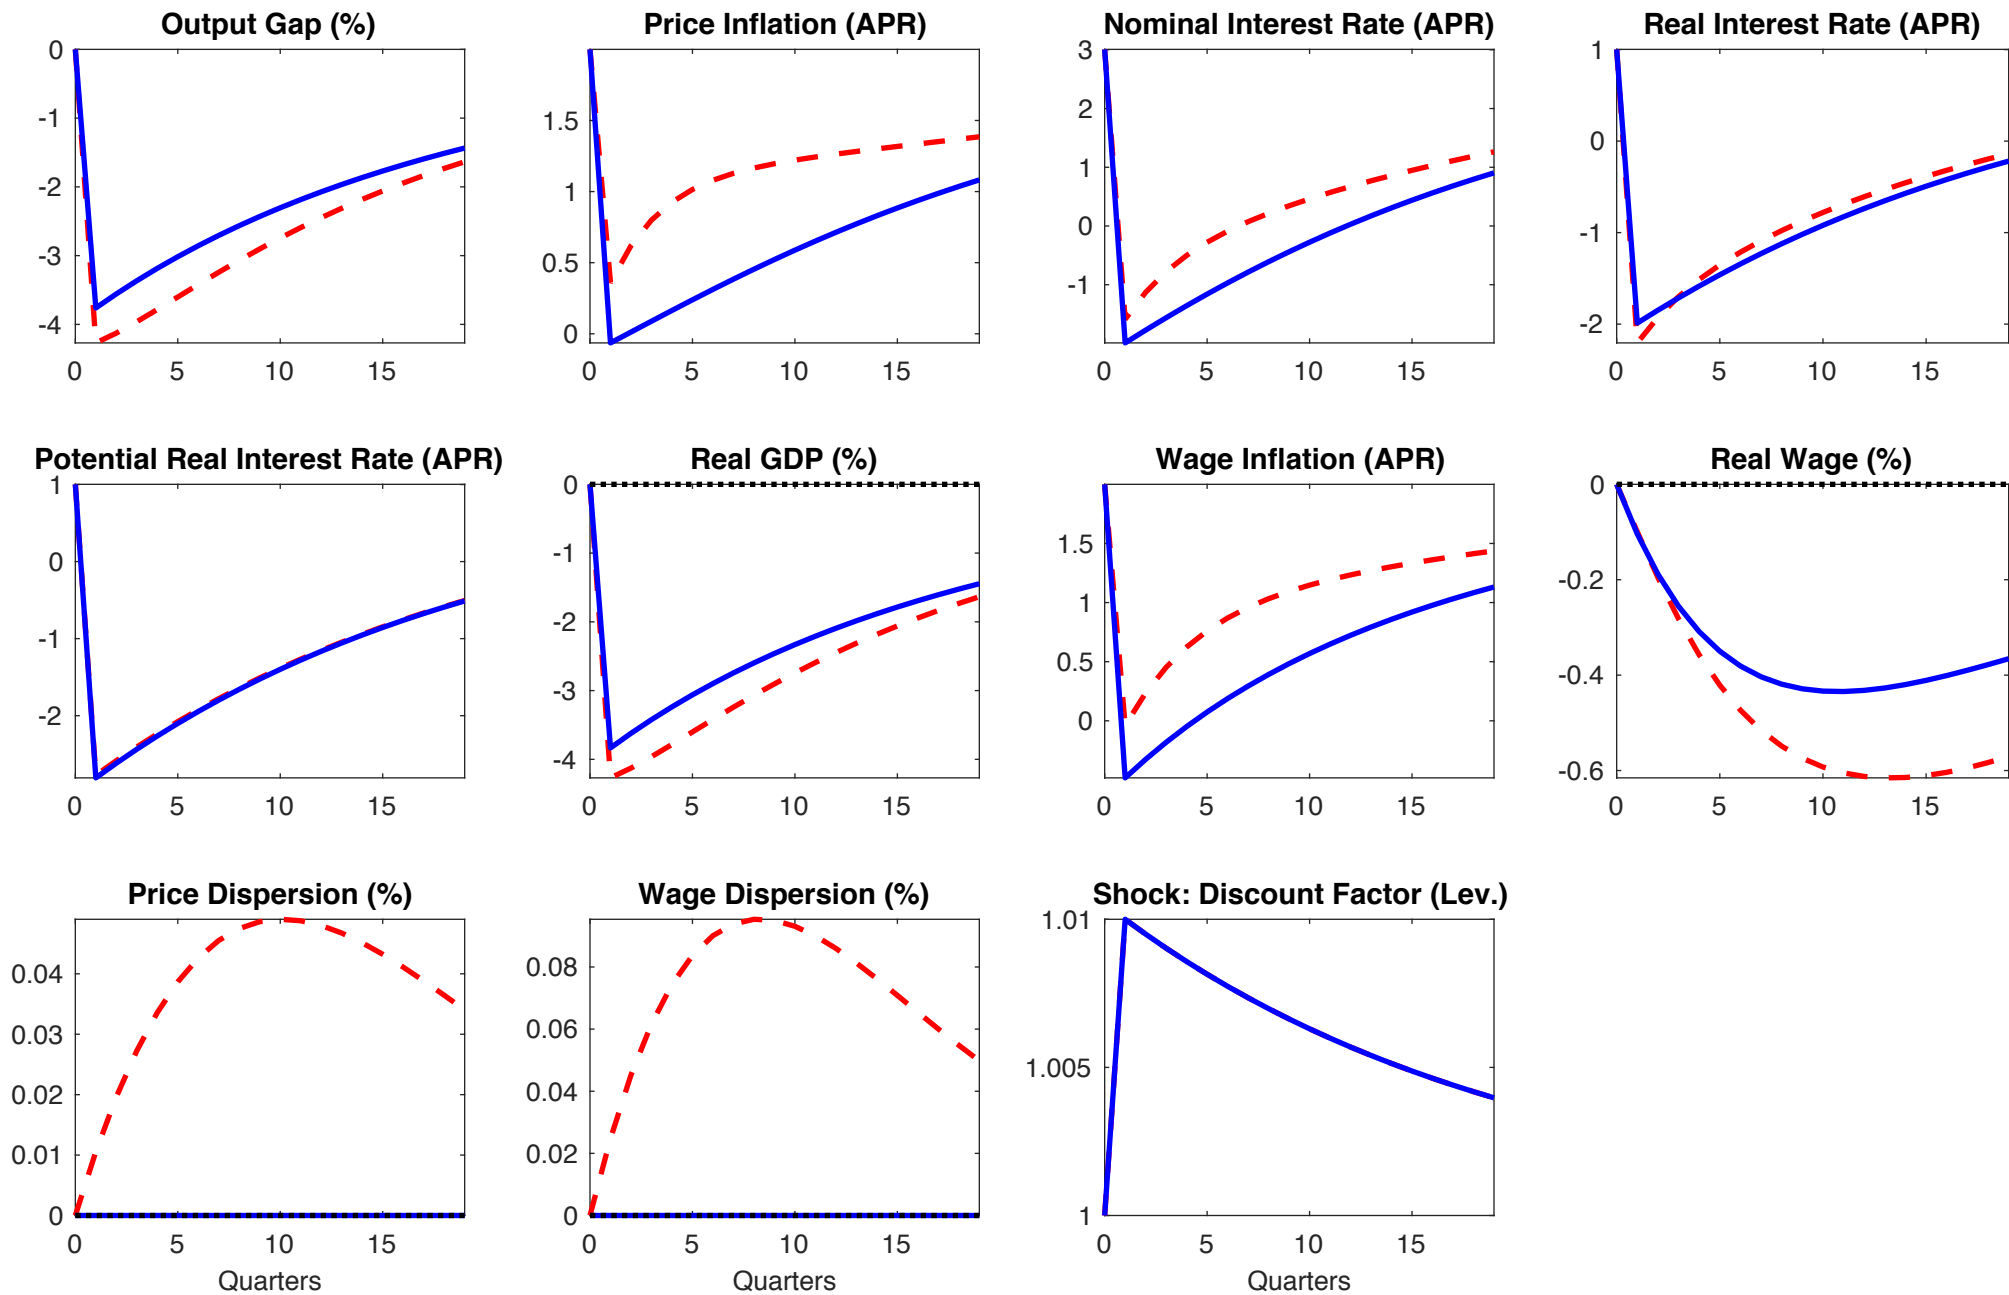 Output Gap (%)
0
-1
-2
-3
-4
0 5 10 15
Price Inflation (APR)
1.5
1
0.5
0
0 5 10 15
Nominal Interest Rate (APR)
3
2
1
0
-1
0 5 10 15
Real Interest Rate (APR)
1
0
-1
-2
0 5 10 15
Potential Real Interest Rate (APR)
1
0
-1
-2
0 5 10 15
Real GDP (%)
0
-1
-2
-3
-4
0 5 10 15
Wage Inflation (APR)
1.5
1
0.5
0
0 5 10 15
Real Wage (%)
0
-0.2
-0.4
-0.6
0 5 10 15
Price Dispersion (%)
0.04
0.03
0.02
0.01
0
0 5 10 15
Quarters
Wage Dispersion (%)
0.08
0.06
0.04
0.02
0
0 5 10 15
Quarters
Shock: Discount Factor (Lev.)
1.01
1.005
1
0 5 10 15
Quarters